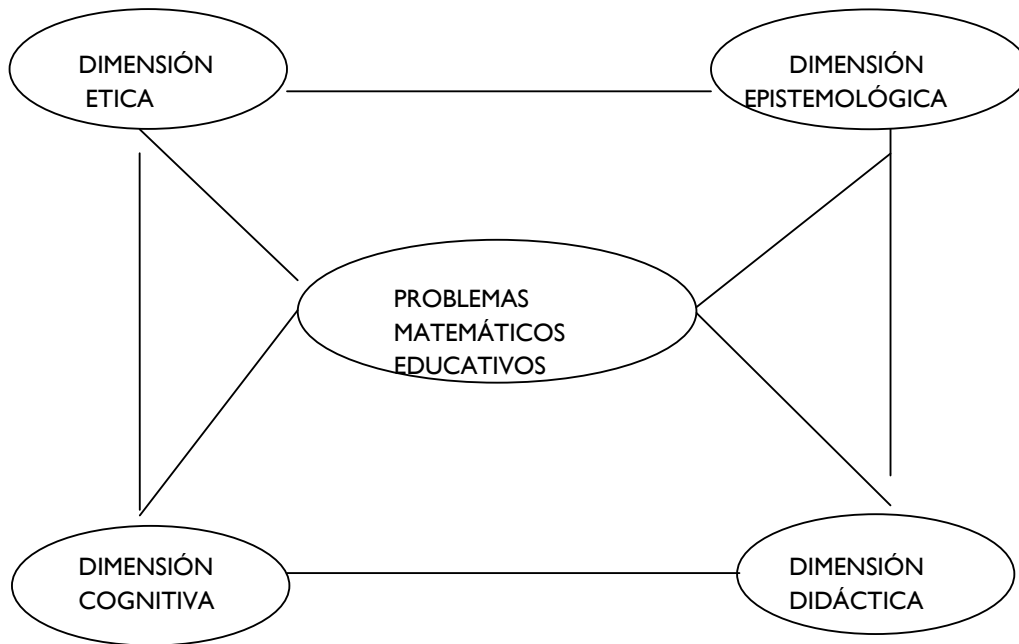 DIMENSIÓN
ETICA
DIMENSIÓN
EPISTEMOLÓGICA
PROBLEMAS
MATEMÁTICOS
EDUCATIVOS
DIMENSIÓN
COGNITIVA
DIMENSIÓN
DIDÁCTICA